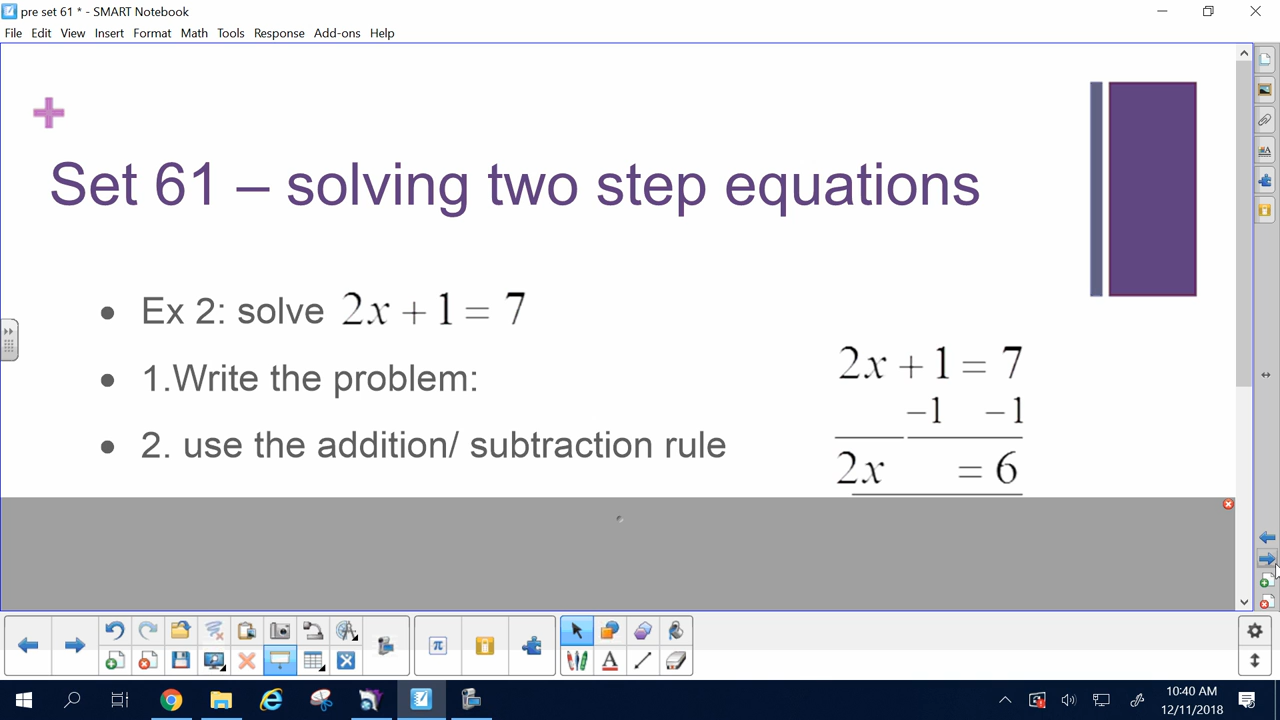 pre set 61 * - SMART Notebook
File Edit View Insert Format Math Tools Response Add-ons Help
Set 61 – solving two step equations
• Ex 2: solve 2x + 1 = 7
• 1.Write the problem:
• 2. use the addition/ subtraction rule
2x + 1 = 7
−1 −1
2x = 6
10:40 AM
12/11/2018